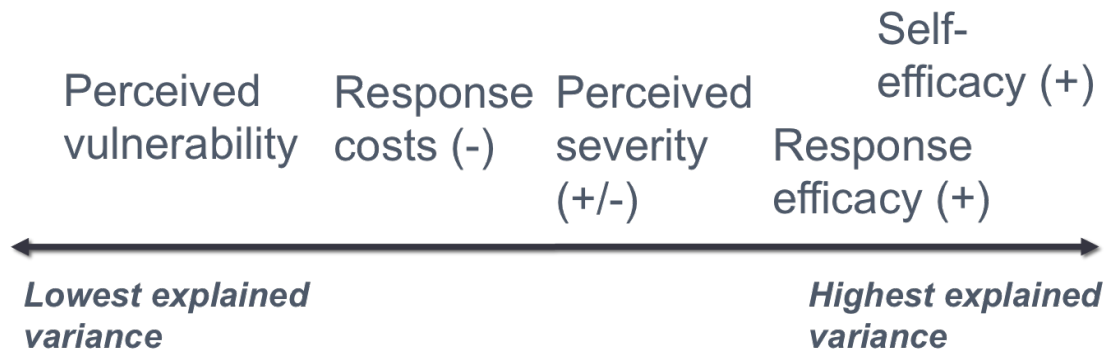 Perceived
vulnerability
Response
costs (-)
Perceived
severity
(+/-)
Self-
efficacy (+)
Response
efficacy (+)
Lowest explained
variance
Highest explained
variance